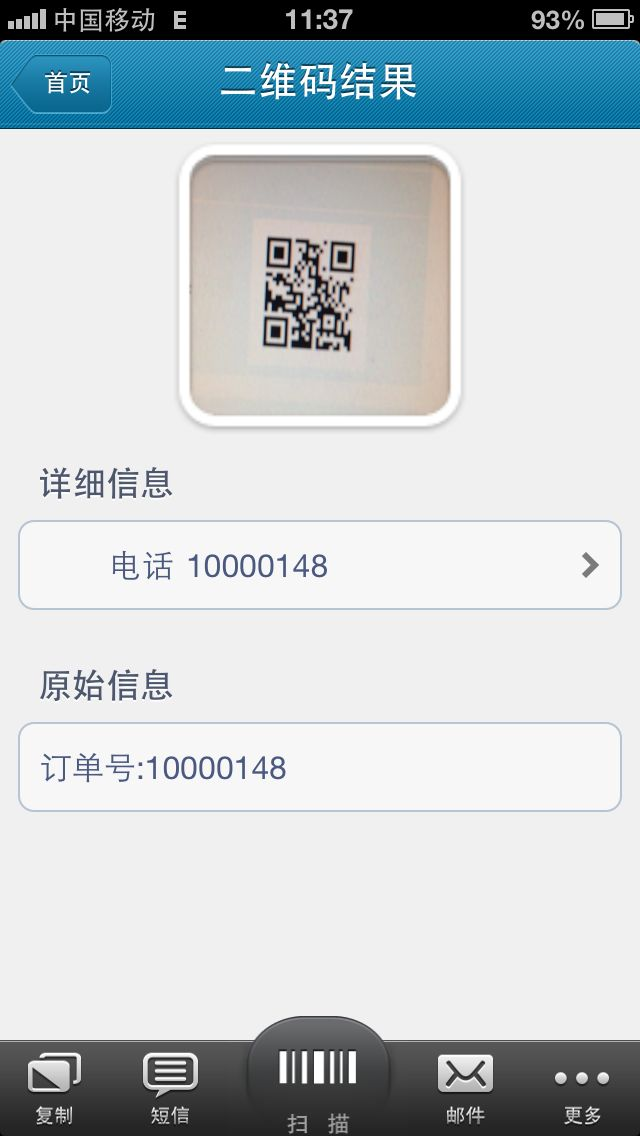 中国移动 E 11:37 93%
首页 二维码结果
详细信息
电话 10000148
原始信息
订单号:10000148
复制 短信 扫 描 邮件 更多